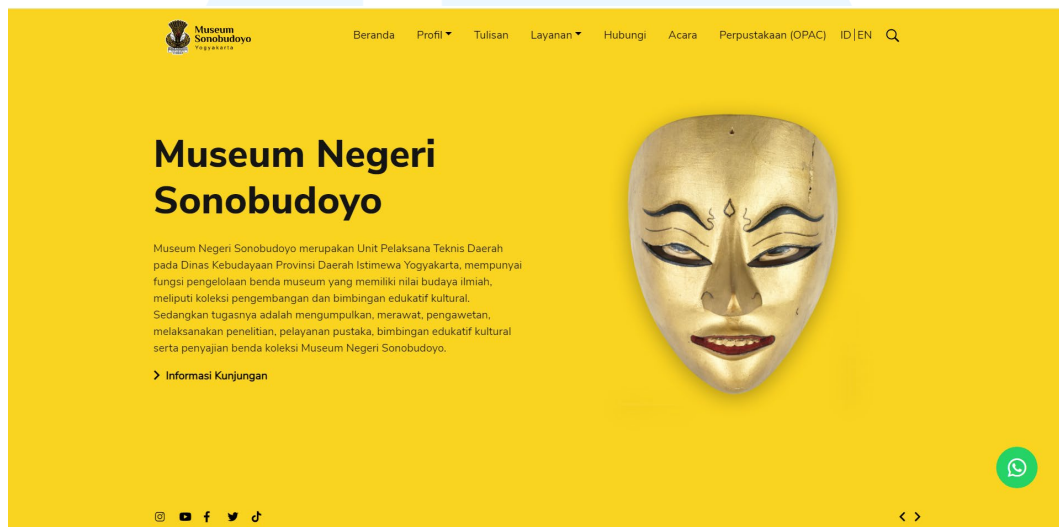 Museum
Sonobudoyo
Yogyakarta
Beranda Profil Tulisan Layanan Hubungi Acara Perpustakaan (OPAC) ID|EN
Museum Negeri
Sonobudoyo
Museum Negeri Sonobudoyo merupakan Unit Pelaksana Teknis Daerah
pada Dinas Kebudayaan Provinsi Daerah Istimewa Yogyakarta, mempunyai
fungsi pengelolaan benda museum yang memiliki nilai budaya ilmiah,
meliputi koleksi pengembangan dan bimbingan edukatif kultural.
Sedangkan tugasnya adalah mengumpulkan, merawat, pengawetan,
melaksanakan penelitian, pelayanan pustaka, bimbingan edukatif kultural
serta penyajian benda koleksi Museum Negeri Sonobudoyo.
Informasi Kunjungan